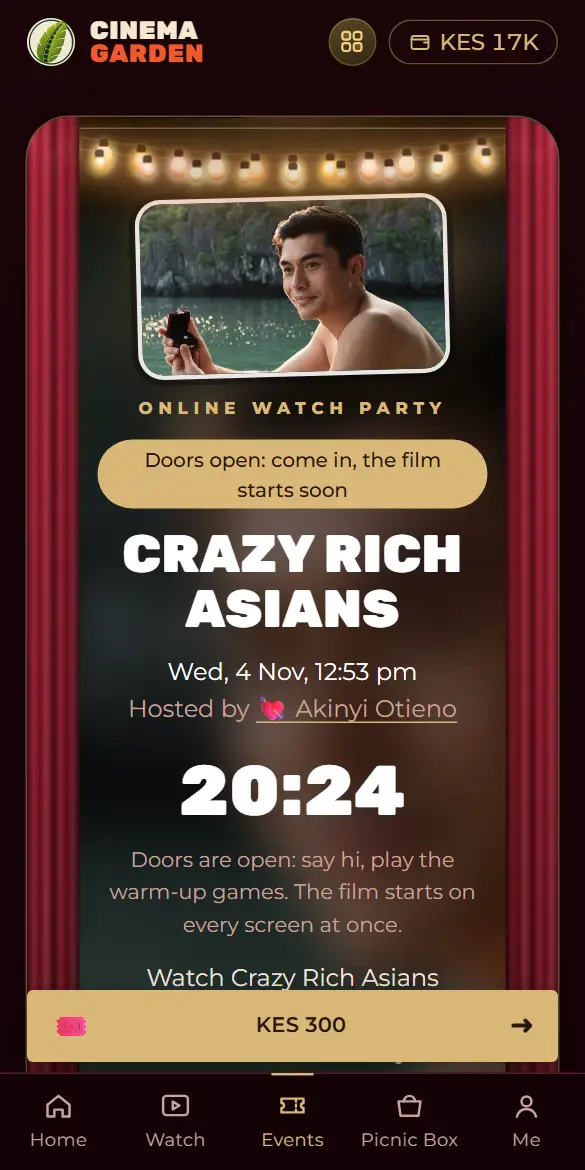 CINEMA
GARDEN
KES 17K
ONLINE WATCH PARTY
Doors open: come in, the film
starts soon
CRAZY RICH
ASIANS
Wed, 4 Nov, 12:53 pm
Hosted by 💘 Akinyi Otieno
20:24
Doors are open: say hi, play the
warm-up games. The film starts on
every screen at once.
Watch Crazy Rich Asians
KES 300
Home
Watch
Events
Picnic Box
Me